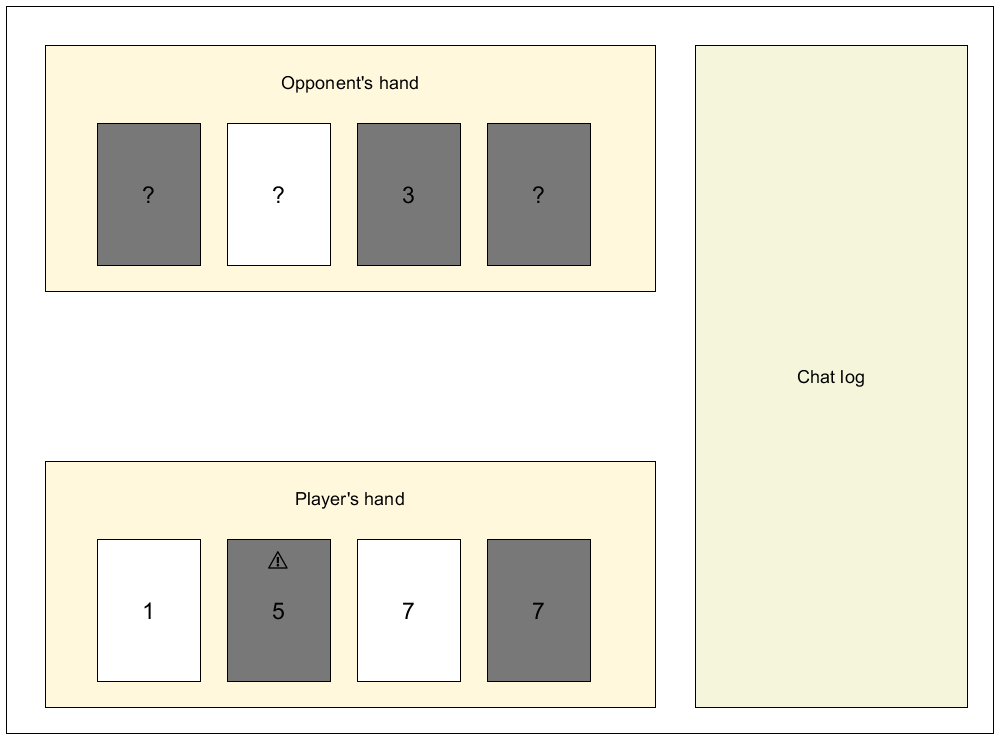 Opponent's hand
? ? 3 ?
Chat log
Player's hand
⚠
1 5 7 7